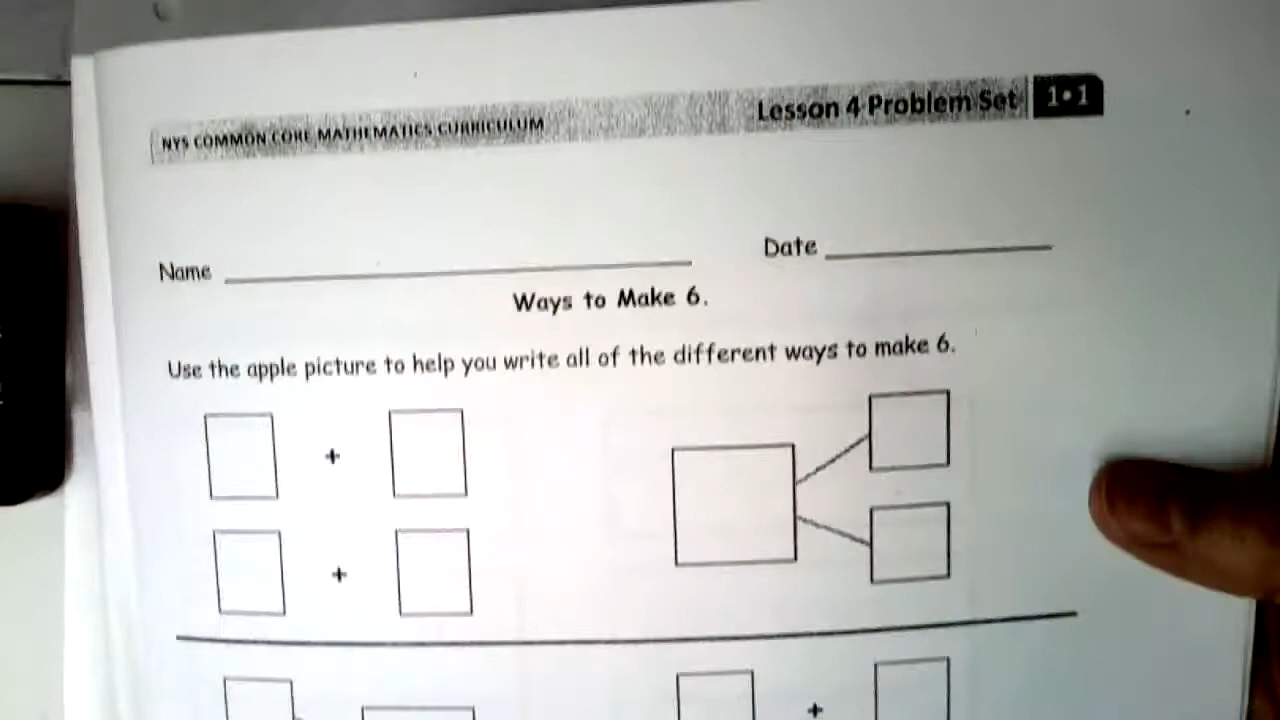 NYS COMMON CORE MATHEMATICS CURRICULUM
Lesson 4 Problem Set 1•1
Name
Date
Ways to Make 6.
Use the apple picture to help you write all of the different ways to make 6.
+
+
+